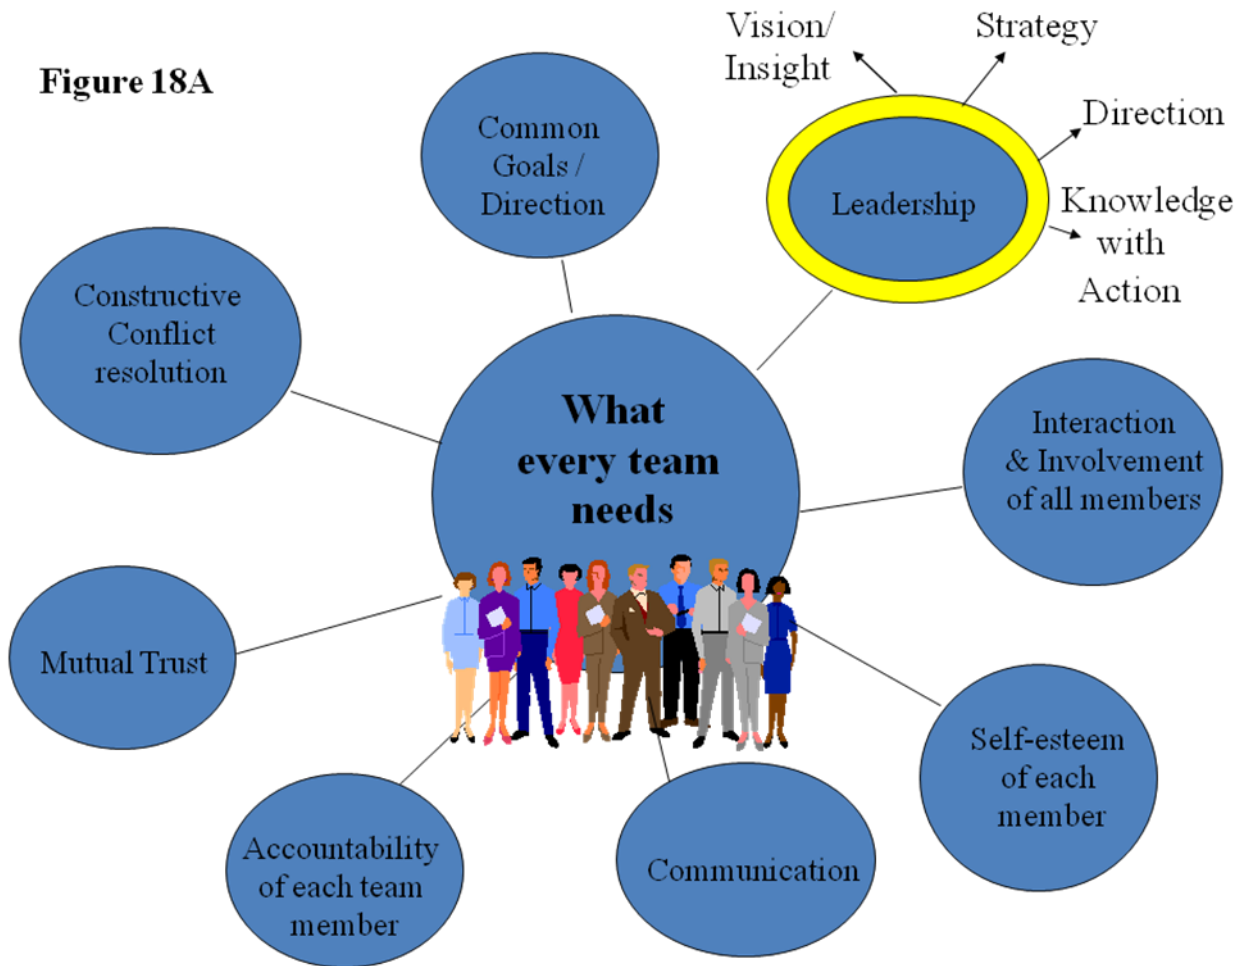 Figure 18A
Common
Goals /
Direction
Vision/
Insight
Strategy
Direction
Knowledge
with
Action
Leadership
Constructive
Conflict
resolution
What
every team
needs
Interaction
& Involvement
of all members
Mutual Trust
Self-esteem
of each
member
Accountability
of each team
member
Communication